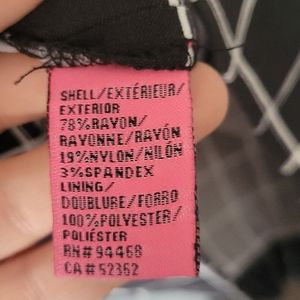 SHELL/EXTÉRIEUR/
EXTERIOR
78%RAYON/
RAYONNE/RAYÓN
19%NYLON/NILÓN
3%SPANDEX
LINING/
DOUBLURE/FORRO
100%POLYESTER/
POLIÉSTER
RN# 94468
CA# 52362